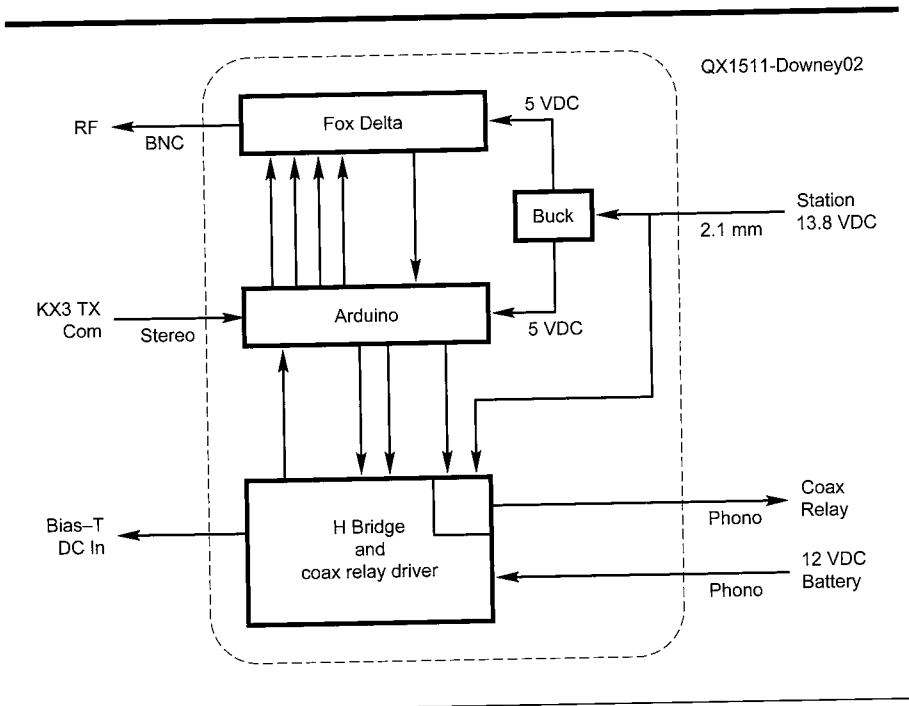 QX1511-Downey02
5 VDC
Fox Delta
RF
BNC
Buck
Station
13.8 VDC
2.1 mm
KX3 TX
Com
Stereo
Arduino
5 VDC
Bias–T
DC In
H Bridge
and
coax relay driver
Coax
Relay
Phono
12 VDC
Battery
Phono